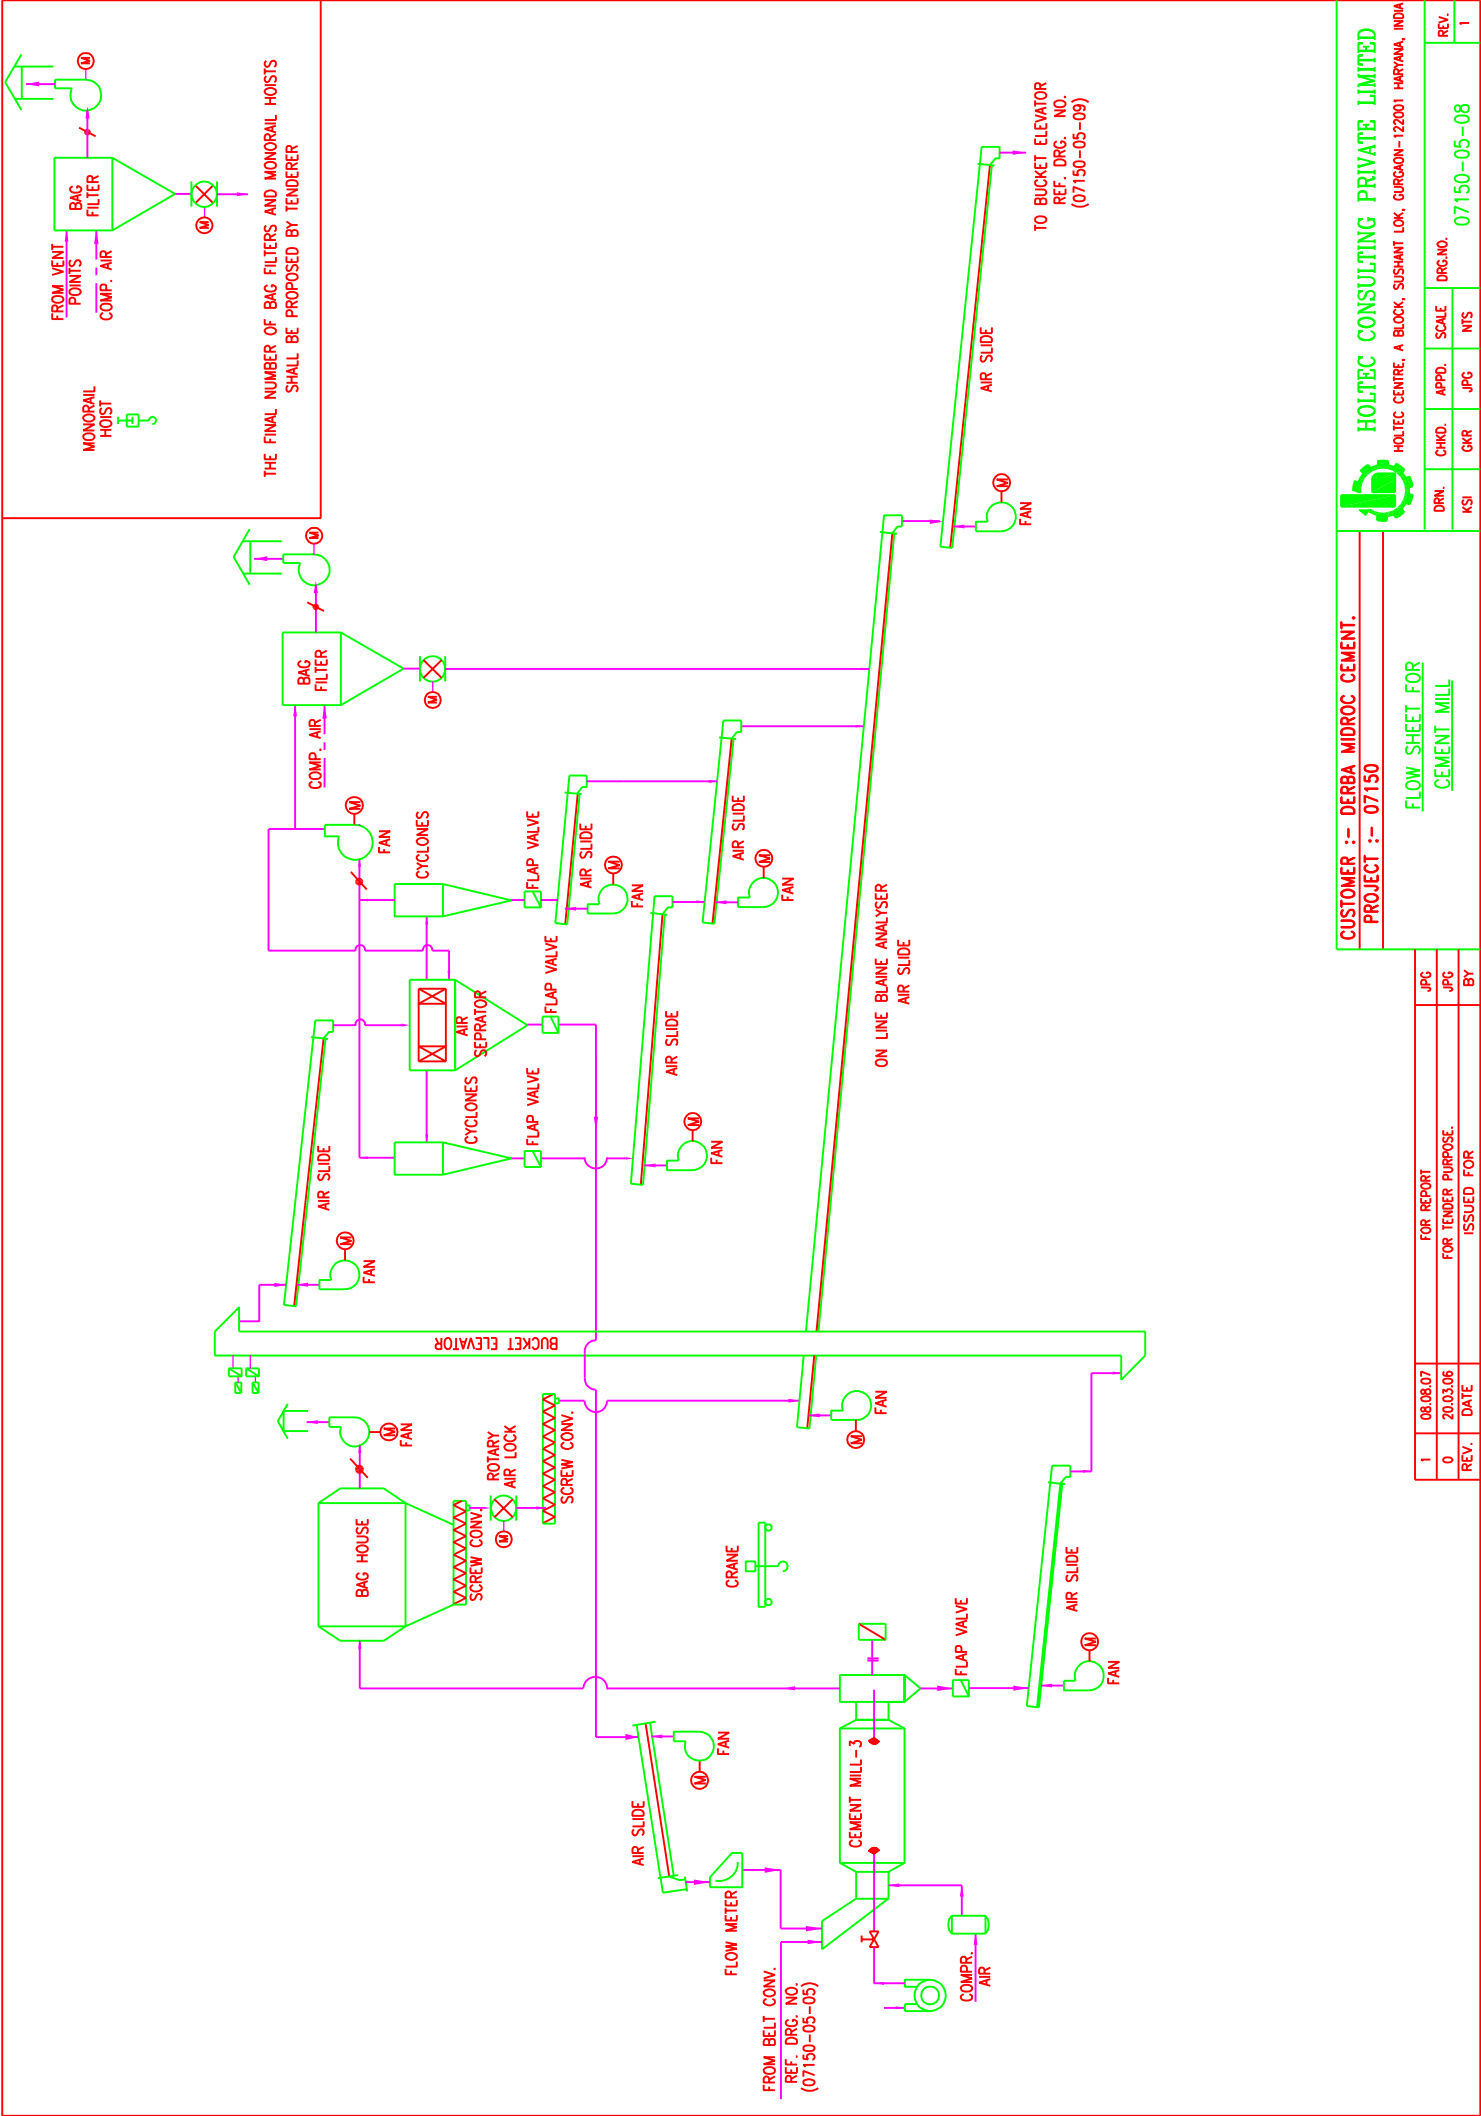 FROM VENT
POINTS
COMP. AIR
BAG
FILTER
M
M
MONORAIL
HOIST
THE FINAL NUMBER OF BAG FILTERS AND MONORAIL HOISTS
SHALL BE PROPOSED BY TENDERER
BAG HOUSE
M
FAN
SCREW CONV.
ROTARY
AIR LOCK
M
SCREW CONV.
BUCKET ELEVATOR
AIR SLIDE
M
FAN
CYCLONES
FLAP VALVE
AIR
SEPRATOR
FLAP VALVE
CYCLONES
FLAP VALVE
M
FAN
COMP. AIR
BAG
FILTER
M
M
AIR SLIDE
M
FAN
AIR SLIDE
M
FAN
AIR SLIDE
M
FAN
ON LINE BLAINE ANALYSER
AIR SLIDE
M
FAN
AIR SLIDE
M
FAN
TO BUCKET ELEVATOR
REF. DRG. NO.
(07150-05-09)
AIR SLIDE
M
FAN
FLOW METER
CRANE
CEMENT MILL-3
FLAP VALVE
AIR SLIDE
M
FAN
FROM BELT CONV.
REF. DRG. NO.
(07150-05-05)
COMPR.
AIR
1 08.08.07 FOR REPORT JPG
0 20.03.06 FOR TENDER PURPOSE. JPG
REV. DATE ISSUED FOR BY
CUSTOMER :- DERBA MIDROC CEMENT.
PROJECT :- 07150
FLOW SHEET FOR
CEMENT MILL
HOLTEC CONSULTING PRIVATE LIMITED
HOLTEC CENTRE, A BLOCK, SUSHANT LOK, GURGAON-122001 HARYANA, INDIA
DRN. CHKD. APPD. SCALE DRG.NO. REV.
KSI GKR JPG NTS 07150-05-08 1